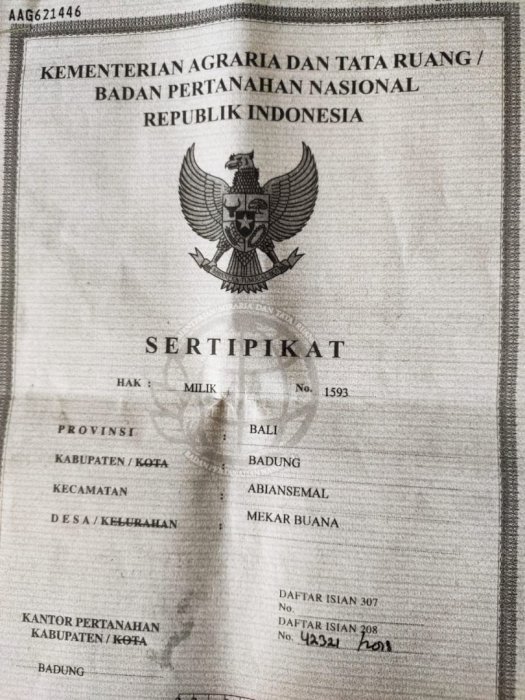 AAG621446
KEMENTERIAN AGRARIA DAN TATA RUANG /
BADAN PERTANAHAN NASIONAL
REPUBLIK INDONESIA
SERTIPIKAT
HAK : MILIK No. 1593
PROVINSI : BALI
KABUPATEN / KOTA : BADUNG
KECAMATAN : ABIANSEMAL
DESA / KELURAHAN : MEKAR BUANA
DAFTAR ISIAN 307
No.
DAFTAR ISIAN 208
No. 42321 /2018
KANTOR PERTANAHAN
KABUPATEN / KOTA
BADUNG